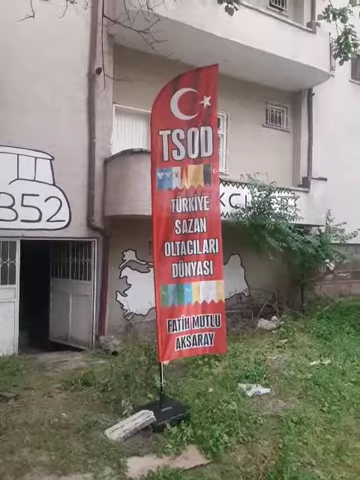 TSOD
TÜRKİYE
SAZAN
OLTACILARI
DÜNYASI
FATİH MUTLU
AKSARAY
352